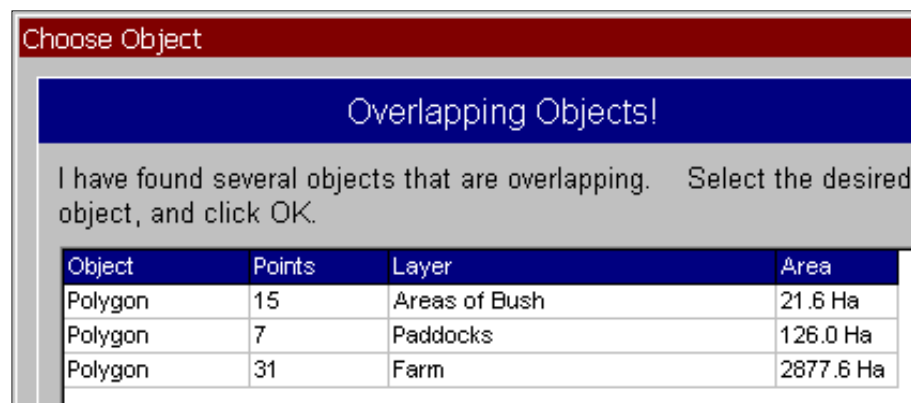 Choose Object
Overlapping Objects!
I have found several objects that are overlapping. Select the desired
object, and click OK.
Object Points Layer Area
Polygon 15 Areas of Bush 21.6 Ha
Polygon 7 Paddocks 126.0 Ha
Polygon 31 Farm 2877.6 Ha